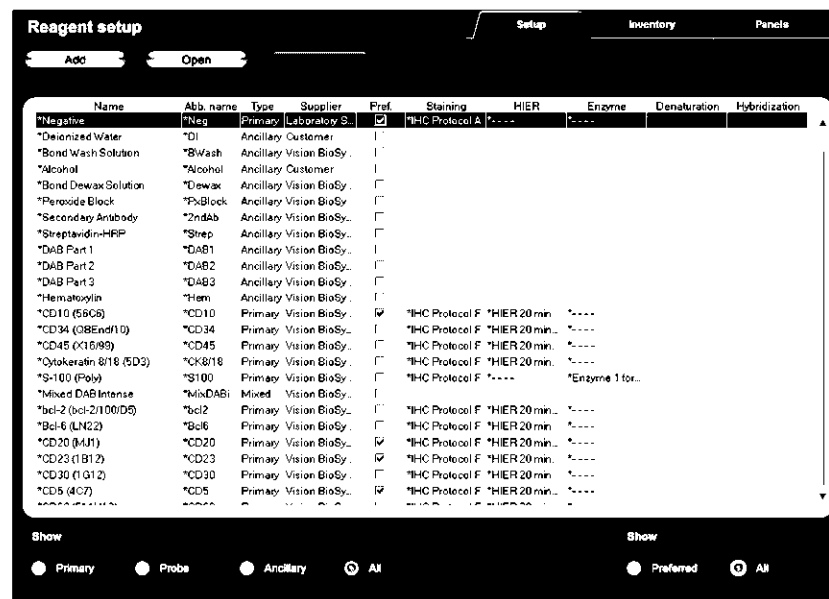 Reagent setup
Setup Inventory Panels
Add Open
Name Abb. name Type Supplier Pref. Staining HIER Enzyme Denaturation Hybridization
*Negative *Neg Primary Laboratory S... *IHC Protocol A *- - - - *- - - -
*Deionized Water *DI Ancillary Customer
*Bond Wash Solution *BWash Ancillary Vision BioSy...
*Alcohol *Alcohol Ancillary Customer
*Bond Dewax Solution *Dewax Ancillary Vision BioSy...
*Peroxide Block *PxBlock Ancillary Vision BioSy...
*Secondary Antibody *2ndAb Ancillary Vision BioSy...
*Streptavidin-HRP *Strep Ancillary Vision BioSy...
*DAB Part 1 *DAB1 Ancillary Vision BioSy...
*DAB Part 2 *DAB2 Ancillary Vision BioSy...
*DAB Part 3 *DAB3 Ancillary Vision BioSy...
*Hematoxylin *Hem Ancillary Vision BioSy...
*CD10 (56C6) *CD10 Primary Vision BioSy... *IHC Protocol F *HIER 20 min... *- - - -
*CD34 (QBEnd/10) *CD34 Primary Vision BioSy... *IHC Protocol F *HIER 20 min... *- - - -
*CD45 (X16/99) *CD45 Primary Vision BioSy... *IHC Protocol F *HIER 20 min... *- - - -
*Cytokeratin 8/18 (5D3) *CK8/18 Primary Vision BioSy... *IHC Protocol F *HIER 20 min... *- - - -
*S-100 (Poly) *S100 Primary Vision BioSy... *IHC Protocol F *- - - - *Enzyme 1 for...
*Mixed DAB Intense *MixDABi Mixed Vision BioSy...
*bcl-2 (bcl-2/100/D5) *bcl2 Primary Vision BioSy... *IHC Protocol F *HIER 20 min... *- - - -
*Bcl-6 (LN22) *Bcl6 Primary Vision BioSy... *IHC Protocol F *HIER 20 min... *- - - -
*CD20 (MJ1) *CD20 Primary Vision BioSy... *IHC Protocol F *HIER 20 min... *- - - -
*CD23 (1B12) *CD23 Primary Vision BioSy... *IHC Protocol F *HIER 20 min... *- - - -
*CD30 (1G12) *CD30 Primary Vision BioSy... *IHC Protocol F *HIER 20 min... *- - - -
*CD5 (4C7) *CD5 Primary Vision BioSy... *IHC Protocol F *HIER 20 min... *- - - -
Show Show
Primary Probe Ancillary All Preferred All